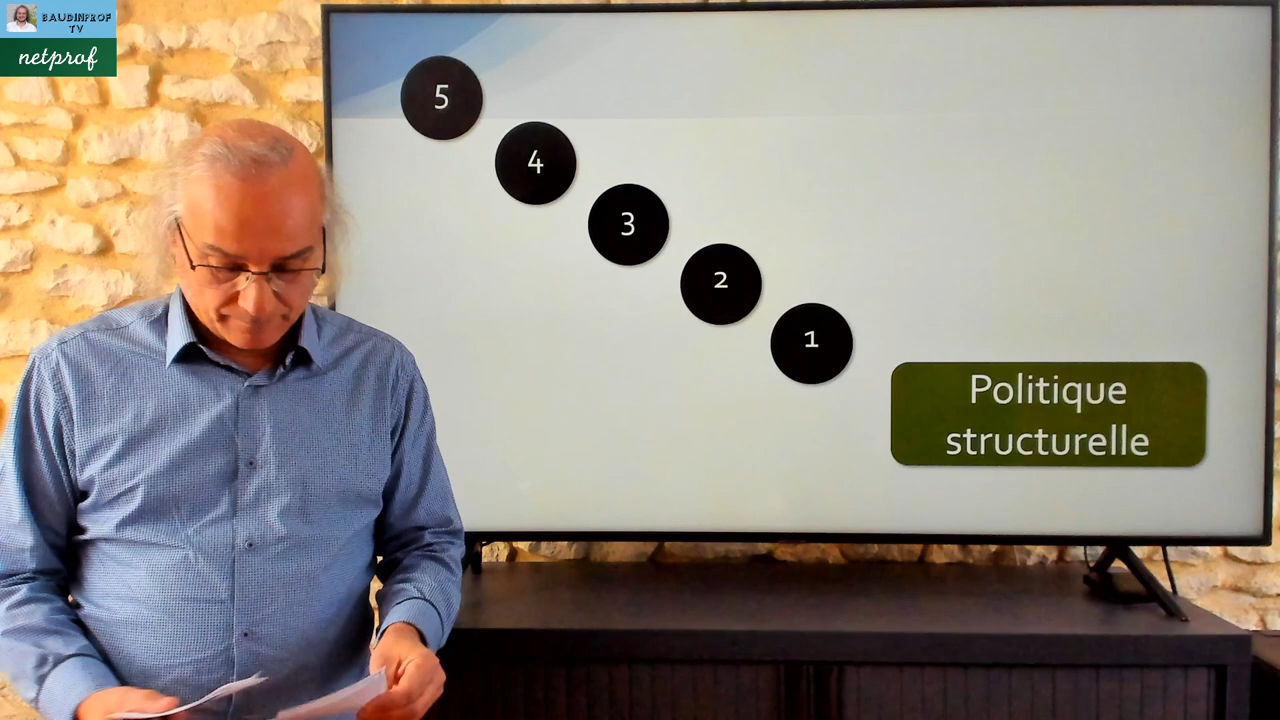 BAUDINPROF
TV
netprof
5
4
3
2
1
Politique
structurelle